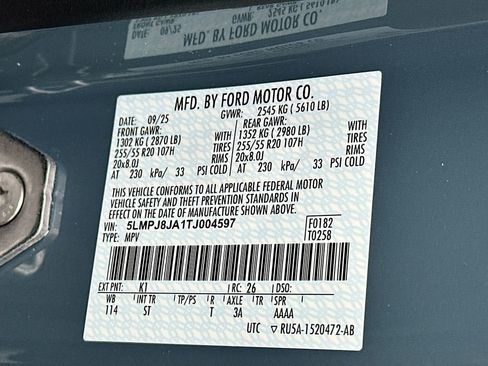 MFD. BY FORD MOTOR CO.
09/25 GVWR: 2545 KG ( 5610 LB)
FRONT GAWR: REAR GAWR:
1302 KG ( 2870 LB) 1352 KG ( 2980 LB)
255/55 R20 107H WITH 255/55 R20 107H WITH
20x8.0J RIMS 20x8.0J RIMS
AT 230 kPa/ 33 PSI COLD AT 230 kPa/ 33 PSI COLD
THIS VEHICLE CONFORMS TO ALL APPLICABLE FEDERAL MOTOR
VEHICLE SAFETY AND THEFT PREVENTION STANDARDS IN EFFECT
ON THE DATE OF MANUFACTURE SHOWN ABOVE.
VIN: 5LMPJ8JA1TJ004597 F0182
TYPE: MPV T0258
EXT PNT: K1 RC: 26 DSO:
WB INT TR TP/PS R AXLE TR SPR
114 ST T 3A AAAA
UTC ▽ RU5A-1520472-AB